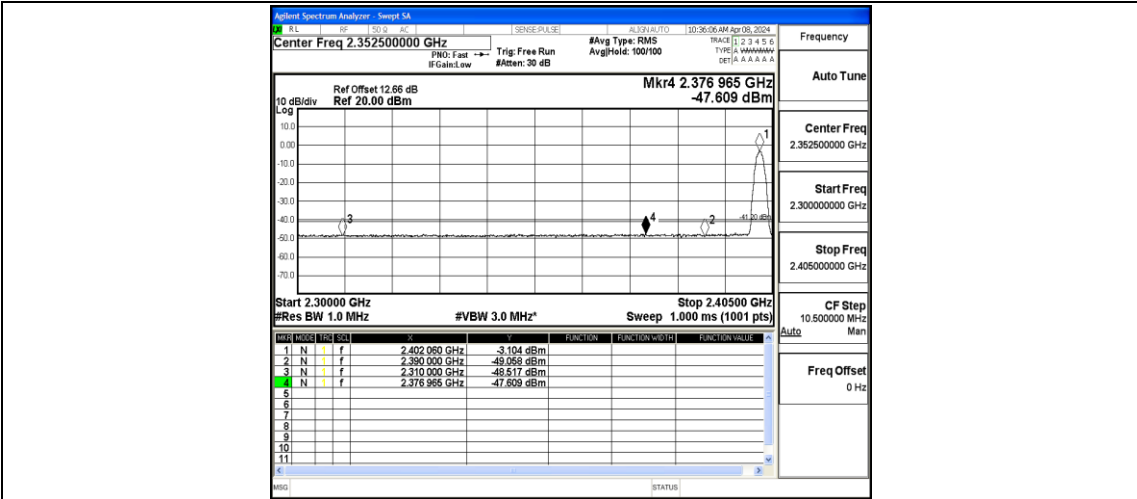 Agilent Spectrum Analyzer - Swept SA
RL RF 50 Ω AC SENSE:PULSE ALIGN AUTO 10:36:06 AM Apr 08, 2024
Center Freq 2.352500000 GHz
PNO: Fast
IFGain:Low
Trig: Free Run
#Atten: 30 dB
#Avg Type: RMS
Avg|Hold: 100/100
TRACE 1 2 3 4 5 6
TYPE A WWWWW
DET A A A A A A
Ref Offset 12.66 dB
10 dB/div Ref 20.00 dBm
Log
Mkr4 2.376 965 GHz
-47.609 dBm
10.0
0.00
-10.0
-20.0
-30.0
-40.0
-50.0
-60.0
-70.0
1
2
3
4
-41.20 dBm
Start 2.30000 GHz Stop 2.40500 GHz
#Res BW 1.0 MHz #VBW 3.0 MHz* Sweep 1.000 ms (1001 pts)
MKR MODE TRC SCL X Y FUNCTION FUNCTION WIDTH FUNCTION VALUE
1 N 1 f 2.402 060 GHz -3.104 dBm
2 N 1 f 2.390 000 GHz -49.058 dBm
3 N 1 f 2.310 000 GHz -48.517 dBm
4 N 1 f 2.376 965 GHz -47.609 dBm
5
6
7
8
9
10
11
MSG STATUS
Frequency
Auto Tune
Center Freq
2.352500000 GHz
Start Freq
2.300000000 GHz
Stop Freq
2.405000000 GHz
CF Step
10.500000 MHz
Auto Man
Freq Offset
0 Hz